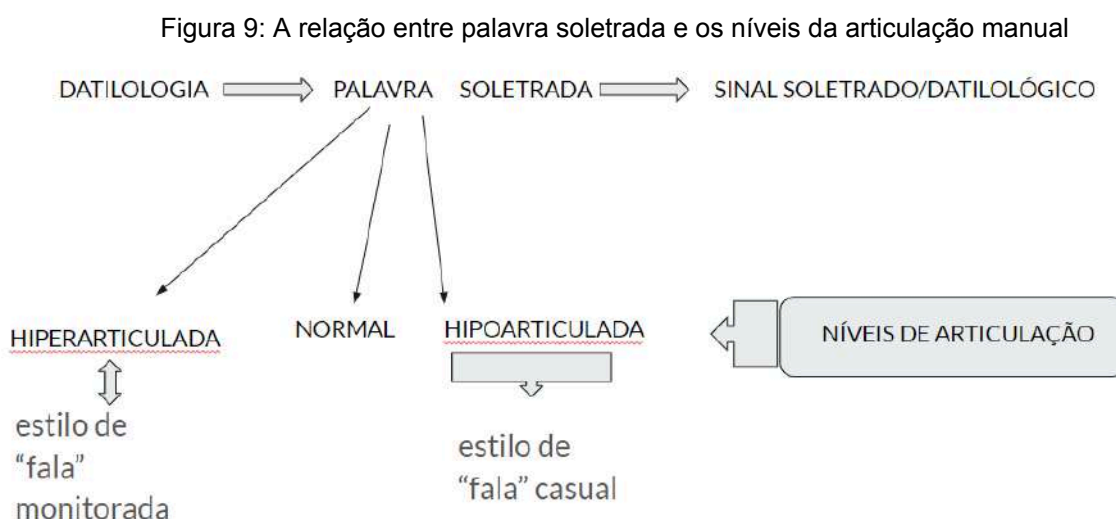 Figura 9: A relação entre palavra soletrada e os níveis da articulação manual
DATILOLOGIA PALAVRA SOLETRADA SINAL SOLETRADO/DATILOLÓGICO
HIPERARTICULADA NORMAL HIPOARTICULADA NÍVEIS DE ARTICULAÇÃO
estilo de
“fala”
monitorada
estilo de
“fala” casual